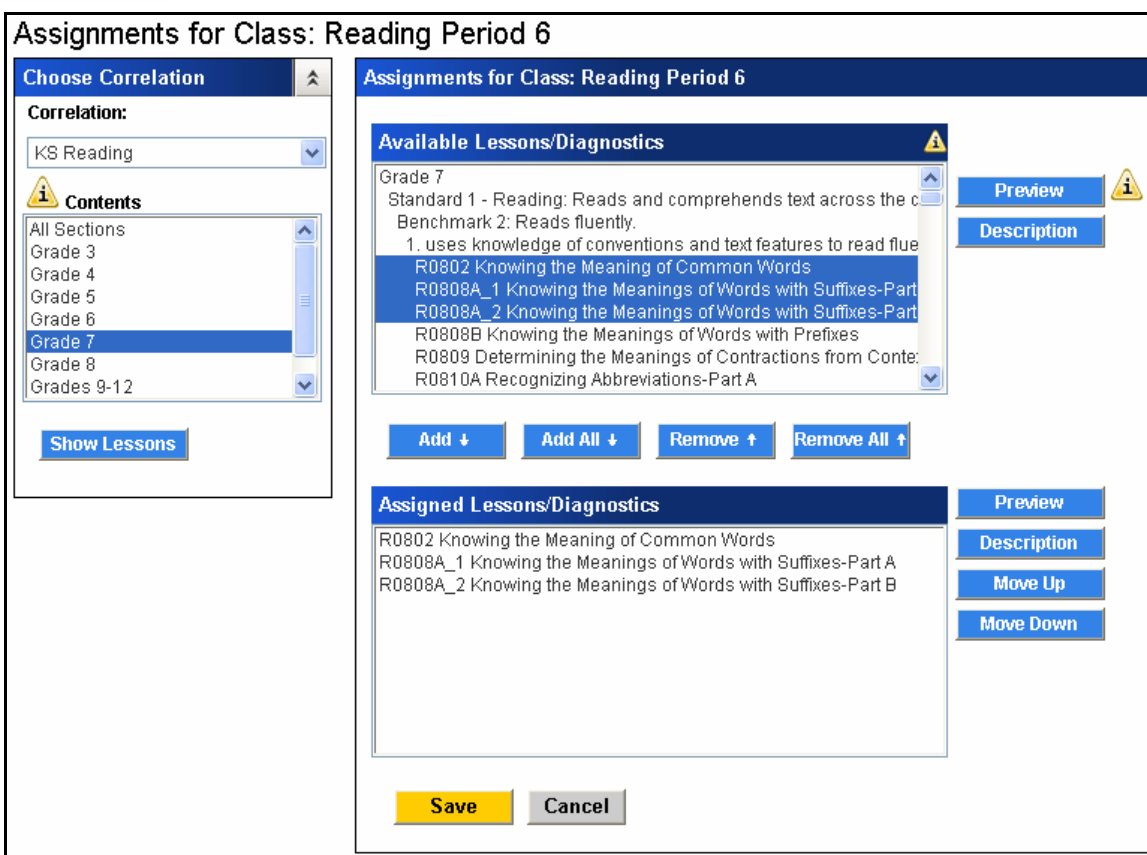 Assignments for Class: Reading Period 6
Choose Correlation
Correlation:
KS Reading
Contents
All Sections
Grade 3
Grade 4
Grade 5
Grade 6
Grade 7
Grade 8
Grades 9-12
Show Lessons
Assignments for Class: Reading Period 6
Available Lessons/Diagnostics
Grade 7
Standard 1 - Reading: Reads and comprehends text across the c
Benchmark 2: Reads fluently.
1. uses knowledge of conventions and text features to read flue
R0802 Knowing the Meaning of Common Words
R0808A_1 Knowing the Meanings of Words with Suffixes-Part
R0808A_2 Knowing the Meanings of Words with Suffixes-Part
R0808B Knowing the Meanings of Words with Prefixes
R0809 Determining the Meanings of Contractions from Conte
R0810A Recognizing Abbreviations-Part A
Preview
Description
Add ↓
Add All ↓
Remove ↑
Remove All ↑
Assigned Lessons/Diagnostics
R0802 Knowing the Meaning of Common Words
R0808A_1 Knowing the Meanings of Words with Suffixes-Part A
R0808A_2 Knowing the Meanings of Words with Suffixes-Part B
Preview
Description
Move Up
Move Down
Save
Cancel